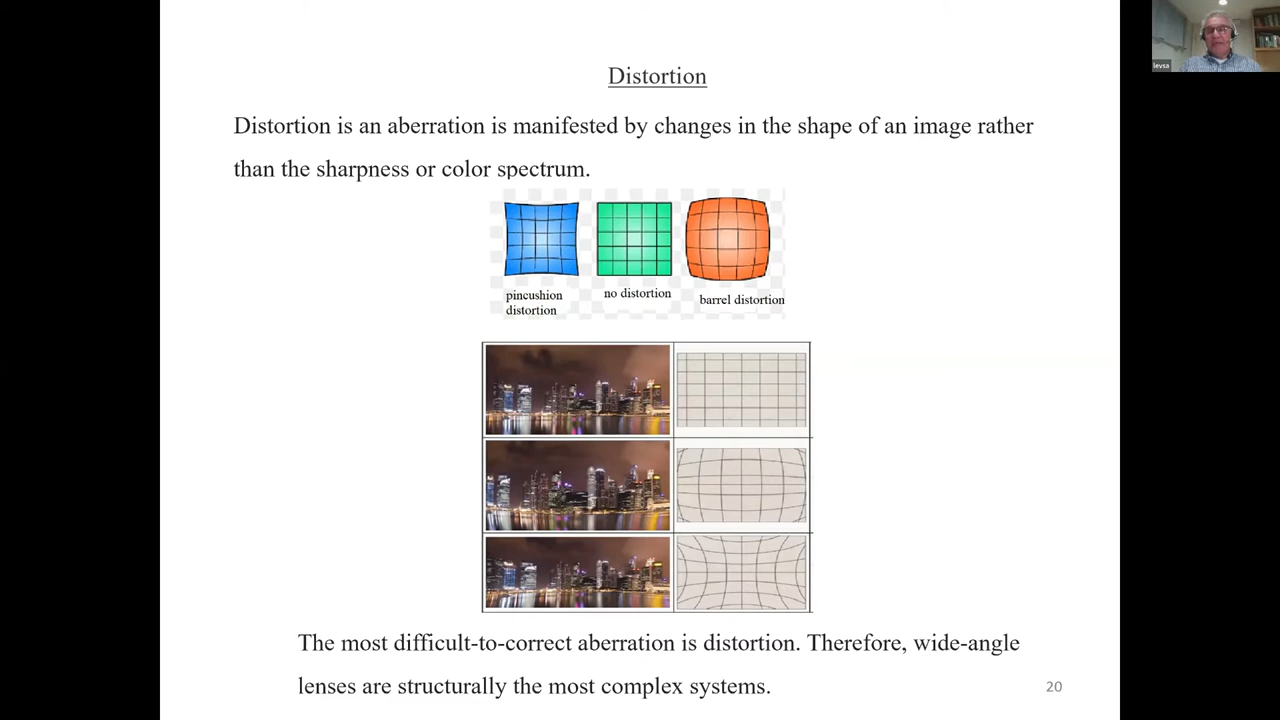 levsa
Distortion
Distortion is an aberration is manifested by changes in the shape of an image rather
than the sharpness or color spectrum.
pincushion
distortion
no distortion
barrel distortion
The most difficult-to-correct aberration is distortion. Therefore, wide-angle
lenses are structurally the most complex systems.
20